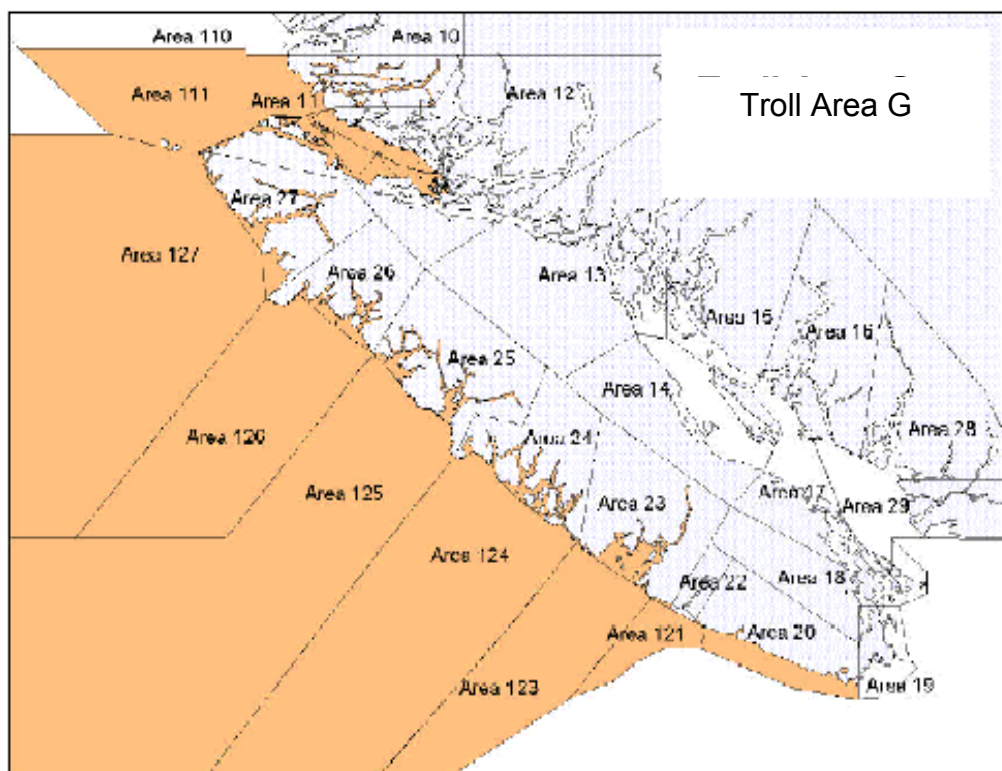 Area 110
Area 10
Area 111
Area 11
Area 12
Troll Area G
Area 27
Area 127
Area 26
Area 13
Area 15
Area 16
Area 25
Area 14
Area 126
Area 24
Area 28
Area 125
Area 23
Area 17
Area 29
Area 124
Area 22
Area 18
Area 121
Area 20
Area 123
Area 19